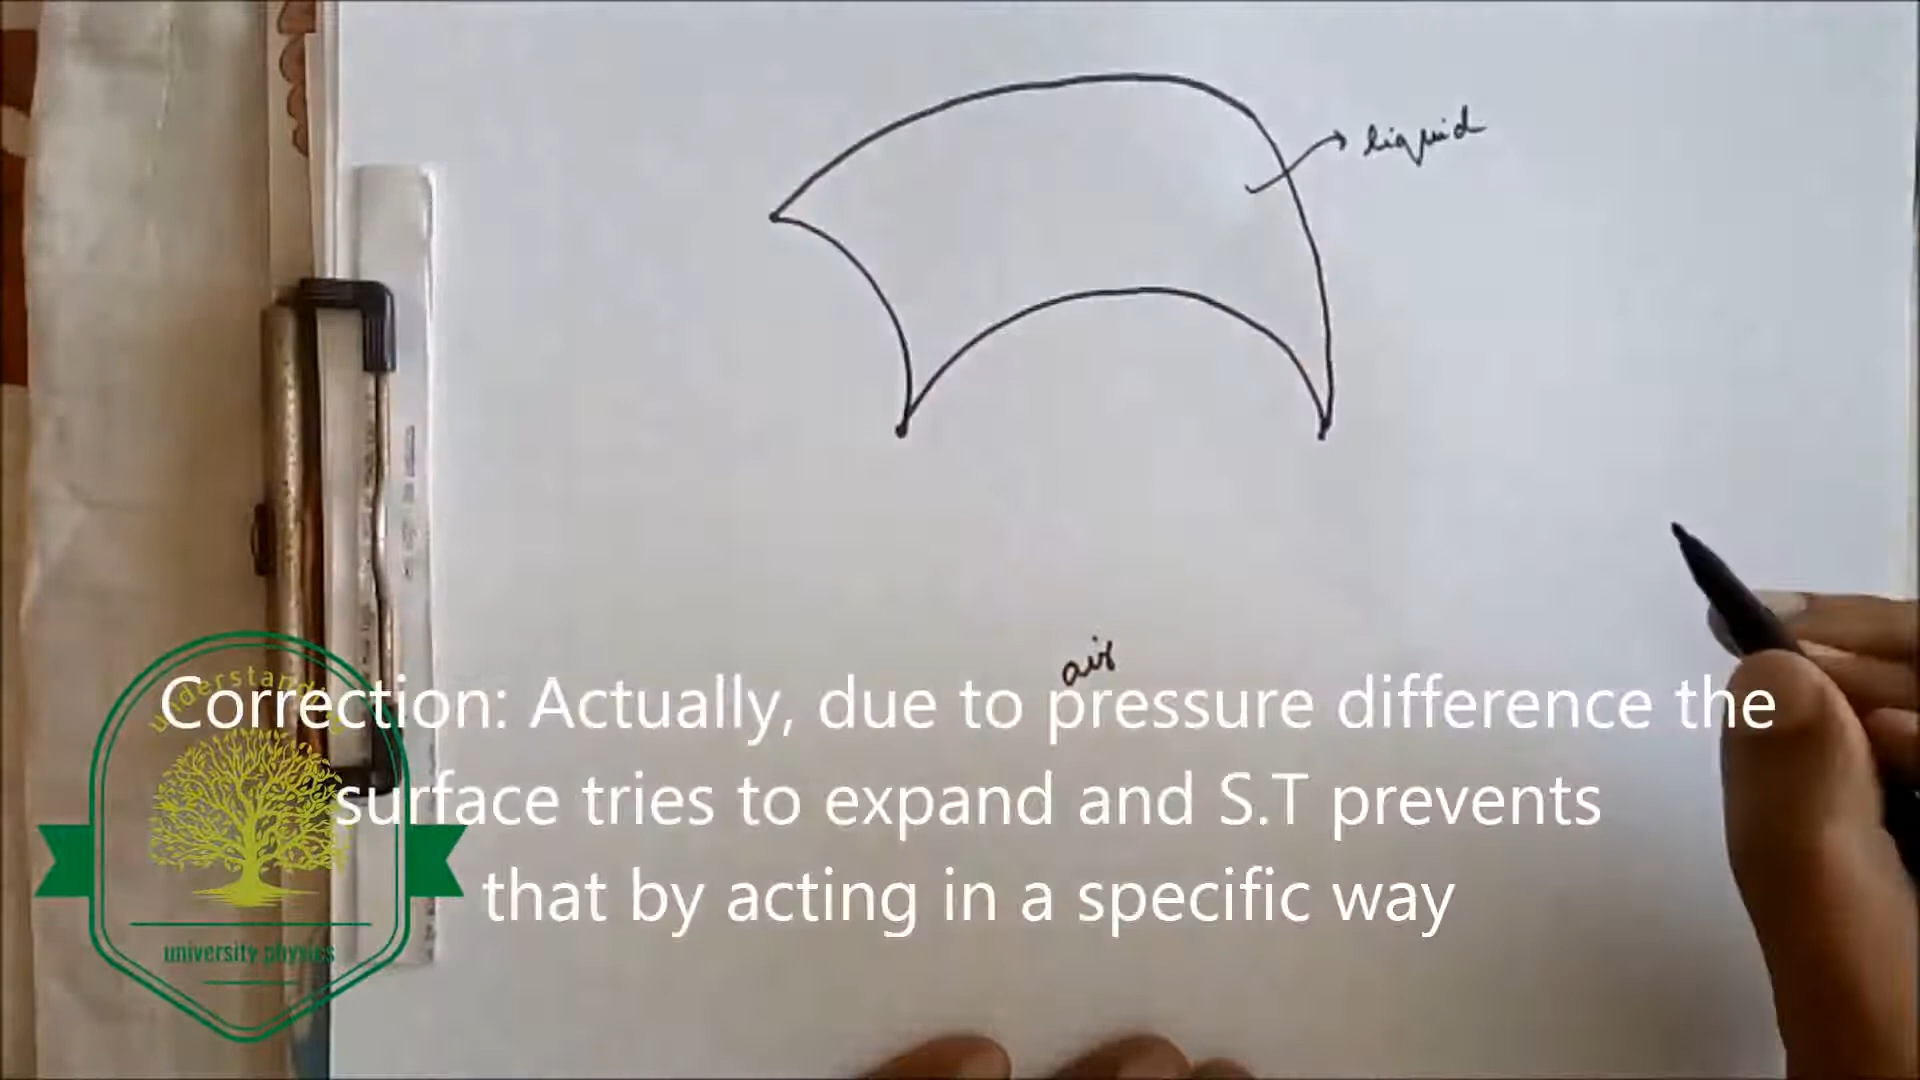 liquid
air
Correction: Actually, due to pressure difference the
surface tries to expand and S.T prevents
that by acting in a specific way
university physics